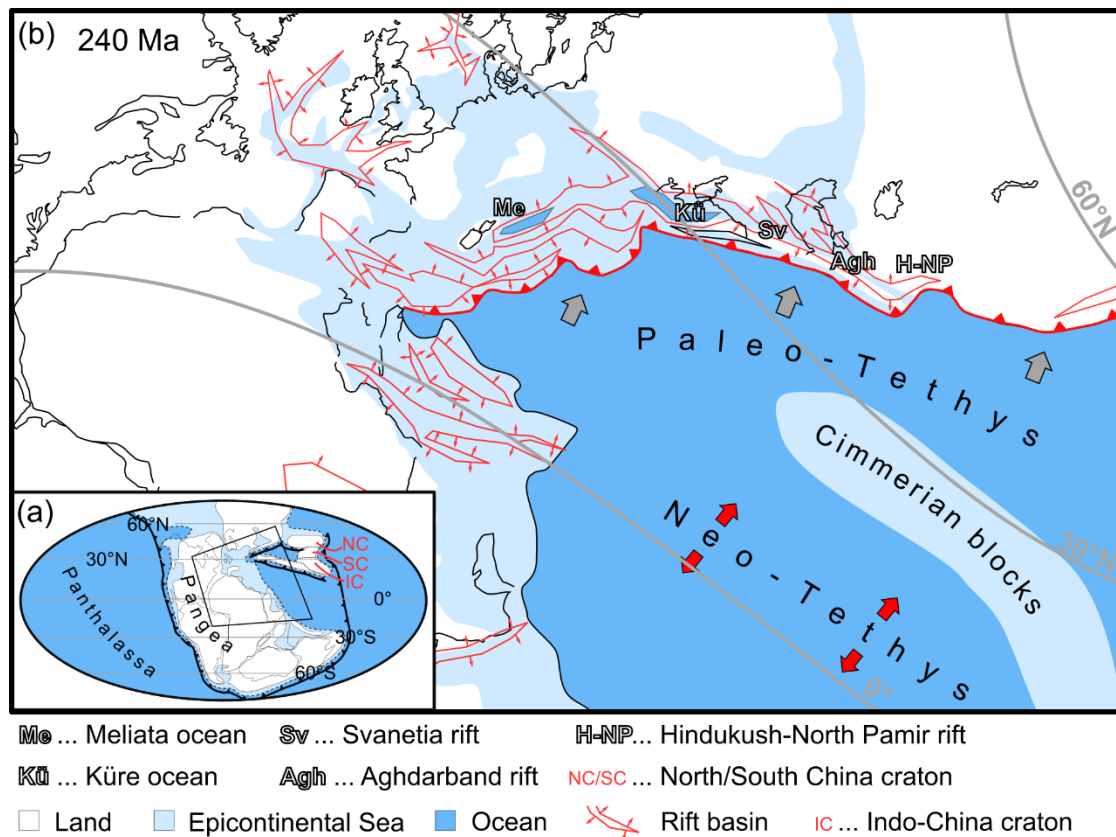 (b) 240 Ma
60°N
Me
Kü
Sv
Agh
H-NP
Paleo-Tethys
Cimmerian blocks
30°N
Neo-Tethys
0°
(a)
60°N
30°N
0°
30°S
60°S
NC
SC
IC
Panthalassa
Pangea
Me ... Meliata ocean Sv ... Svanetia rift H-NP... Hindukush-North Pamir rift
Kü ... Küre ocean Agh ... Aghdarband rift NC/SC ... North/South China craton
Land Epicontinental Sea Ocean Rift basin IC ... Indo-China craton